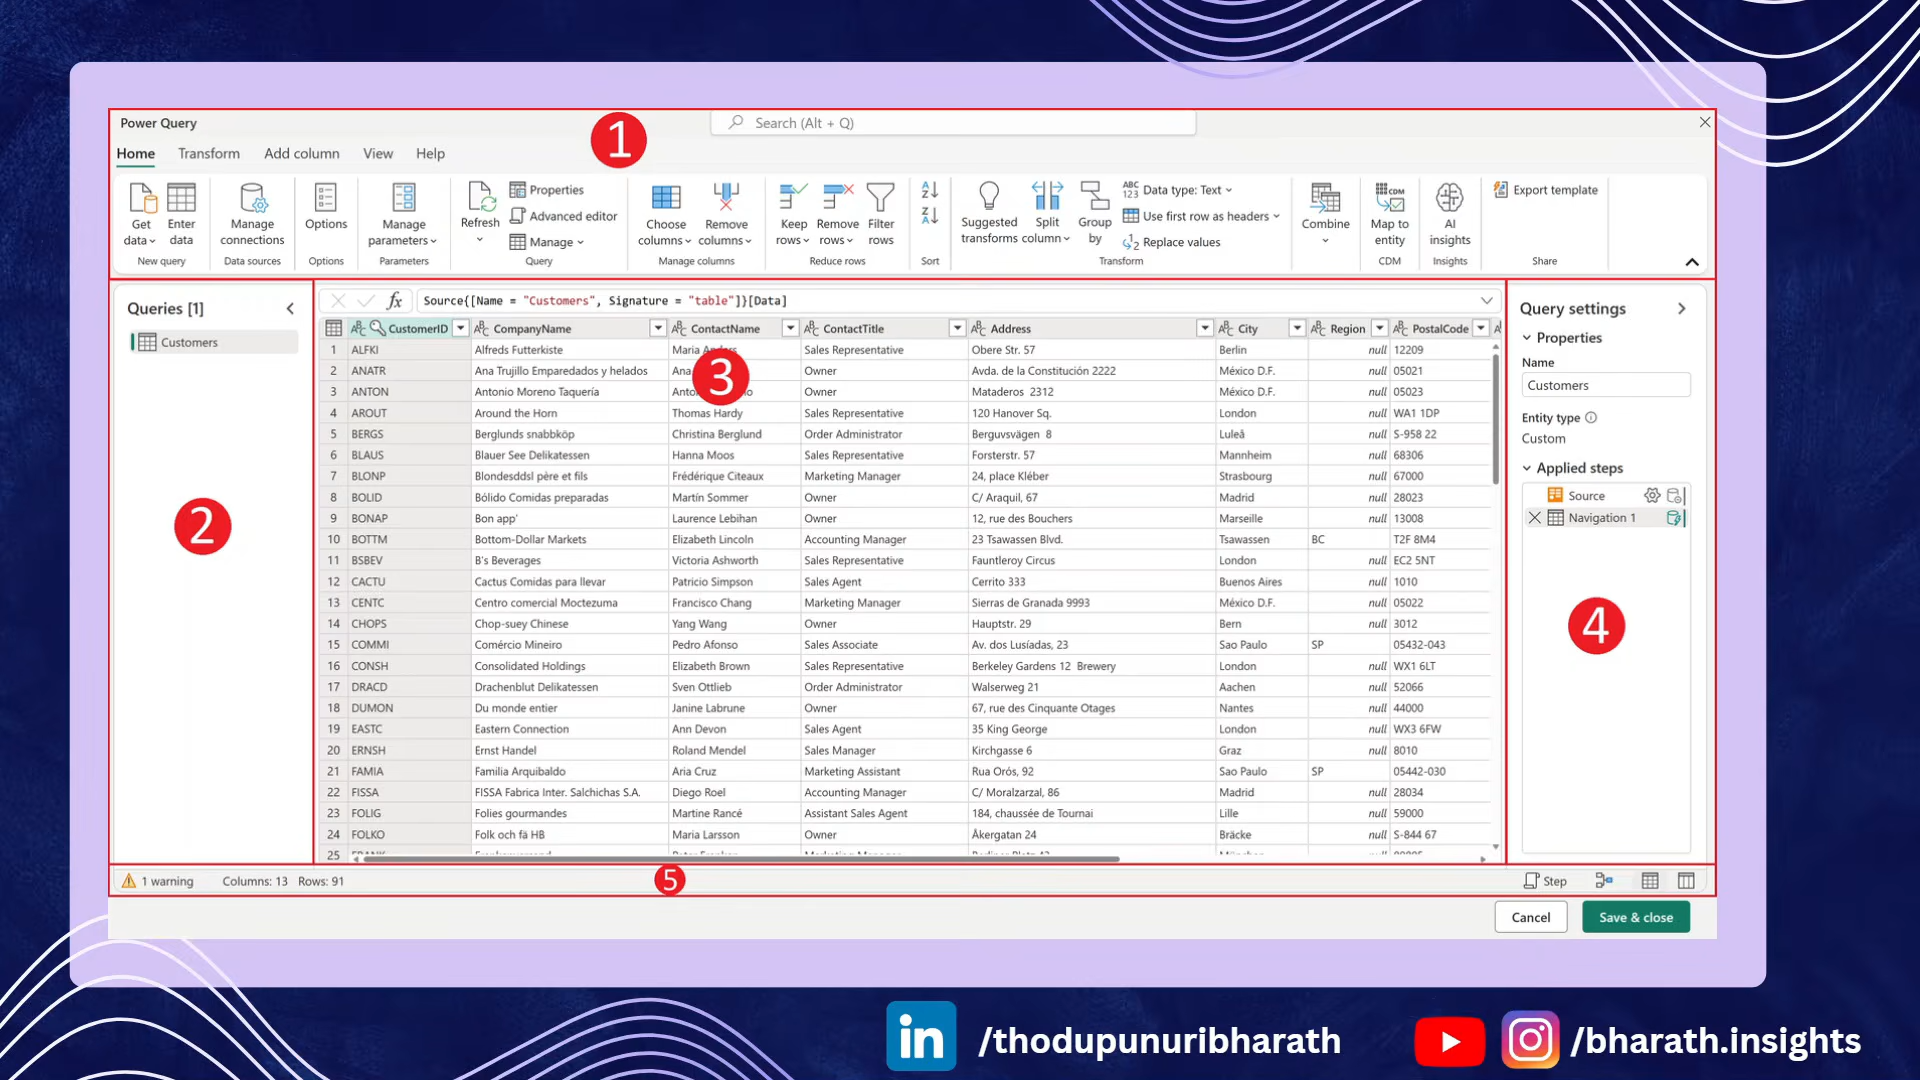 Power Query
Search (Alt + Q)
1
Home Transform Add column View Help
Get data
Enter data
New query
Manage connections
Data sources
Options
Options
Manage parameters
Parameters
Refresh
Properties
Advanced editor
Manage
Query
Choose columns
Remove columns
Manage columns
Keep rows
Remove rows
Filter rows
Reduce rows
Sort
Suggested transforms
Split column
Group by
Data type: Text
Use first row as headers
Replace values
Transform
Combine
Map to entity
CDM
AI insights
Insights
Export template
Share
Queries [1]
Customers
2
fx Source{[Name = "Customers", Signature = "table"]}[Data]
CustomerID CompanyName ContactName ContactTitle Address City Region PostalCode
1 ALFKI Alfreds Futterkiste Maria Anders Sales Representative Obere Str. 57 Berlin null 12209
2 ANATR Ana Trujillo Emparedados y helados Ana Owner Avda. de la Constitución 2222 México D.F. null 05021
3 ANTON Antonio Moreno Taquería Owner Mataderos 2312 México D.F. null 05023
3
4 AROUT Around the Horn Thomas Hardy Sales Representative 120 Hanover Sq. London null WA1 1DP
5 BERGS Berglunds snabbköp Christina Berglund Order Administrator Berguvsvägen 8 Luleå null S-958 22
6 BLAUS Blauer See Delikatessen Hanna Moos Sales Representative Forsterstr. 57 Mannheim null 68306
7 BLONP Blondesddsl père et fils Frédérique Citeaux Marketing Manager 24, place Kléber Strasbourg null 67000
8 BOLID Bólido Comidas preparadas Martín Sommer Owner C/ Araquil, 67 Madrid null 28023
9 BONAP Bon app' Laurence Lebihan Owner 12, rue des Bouchers Marseille null 13008
10 BOTTM Bottom-Dollar Markets Elizabeth Lincoln Accounting Manager 23 Tsawassen Blvd. Tsawassen BC T2F 8M4
11 BSBEV B's Beverages Victoria Ashworth Sales Representative Fauntleroy Circus London null EC2 5NT
12 CACTU Cactus Comidas para llevar Patricio Simpson Sales Agent Cerrito 333 Buenos Aires null 1010
13 CENTC Centro comercial Moctezuma Francisco Chang Marketing Manager Sierras de Granada 9993 México D.F. null 05022
14 CHOPS Chop-suey Chinese Yang Wang Owner Hauptstr. 29 Bern null 3012
15 COMMI Comércio Mineiro Pedro Afonso Sales Associate Av. dos Lusíadas, 23 Sao Paulo SP 05432-043
16 CONSH Consolidated Holdings Elizabeth Brown Sales Representative Berkeley Gardens 12 Brewery London null WX1 6LT
17 DRACD Drachenblut Delikatessen Sven Ottlieb Order Administrator Walserweg 21 Aachen null 52066
18 DUMON Du monde entier Janine Labrune Owner 67, rue des Cinquante Otages Nantes null 44000
19 EASTC Eastern Connection Ann Devon Sales Agent 35 King George London null WX3 6FW
20 ERNSH Ernst Handel Roland Mendel Sales Manager Kirchgasse 6 Graz null 8010
21 FAMIA Familia Arquibaldo Aria Cruz Marketing Assistant Rua Orós, 92 Sao Paulo SP 05442-030
22 FISSA FISSA Fabrica Inter. Salchichas S.A. Diego Roel Accounting Manager C/ Moralzarzal, 86 Madrid null 28034
23 FOLIG Folies gourmandes Martine Rancé Assistant Sales Agent 184, chaussée de Tournai Lille null 59000
24 FOLKO Folk och fä HB Maria Larsson Owner Åkergatan 24 Bräcke null S-844 67
25
Query settings
Properties
Name
Customers
Entity type
Custom
Applied steps
Source
Navigation 1
4
1 warning Columns: 13 Rows: 91
5
Step
Cancel
Save & close
in /thodupunuribharath
/bharath.insights